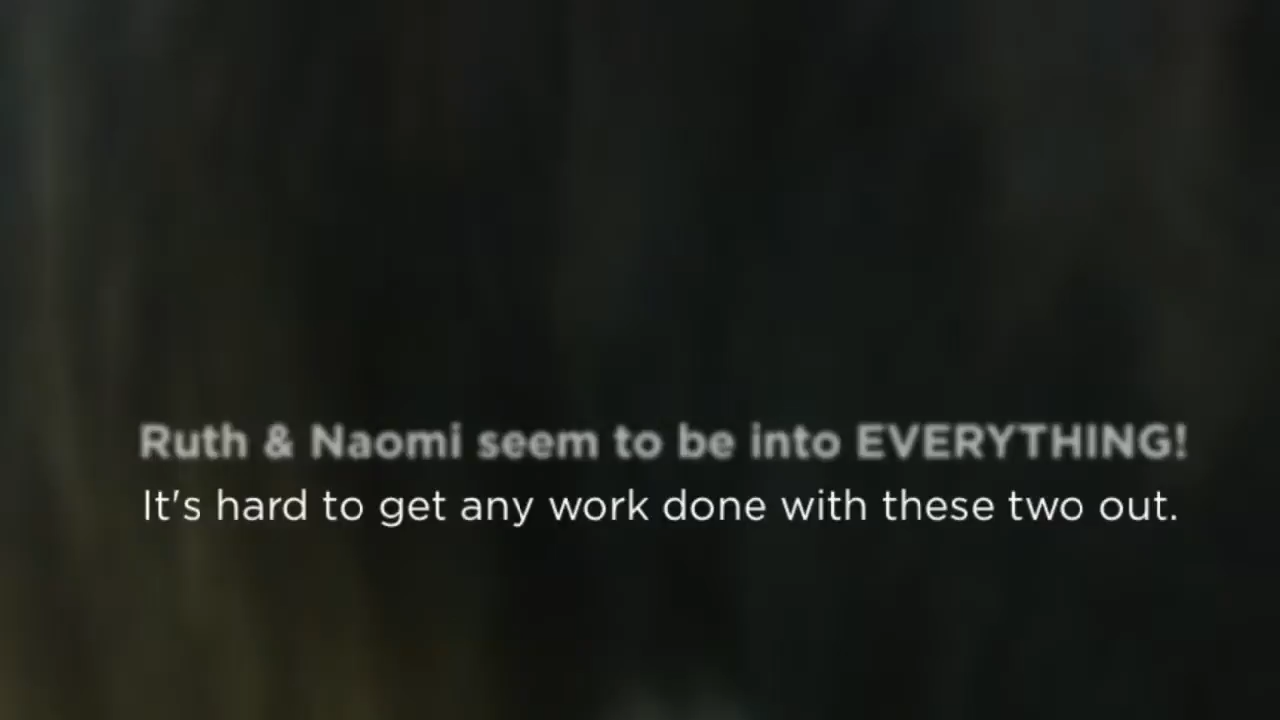 Ruth & Naomi seem to be into EVERYTHING!
It's hard to get any work done with these two out.